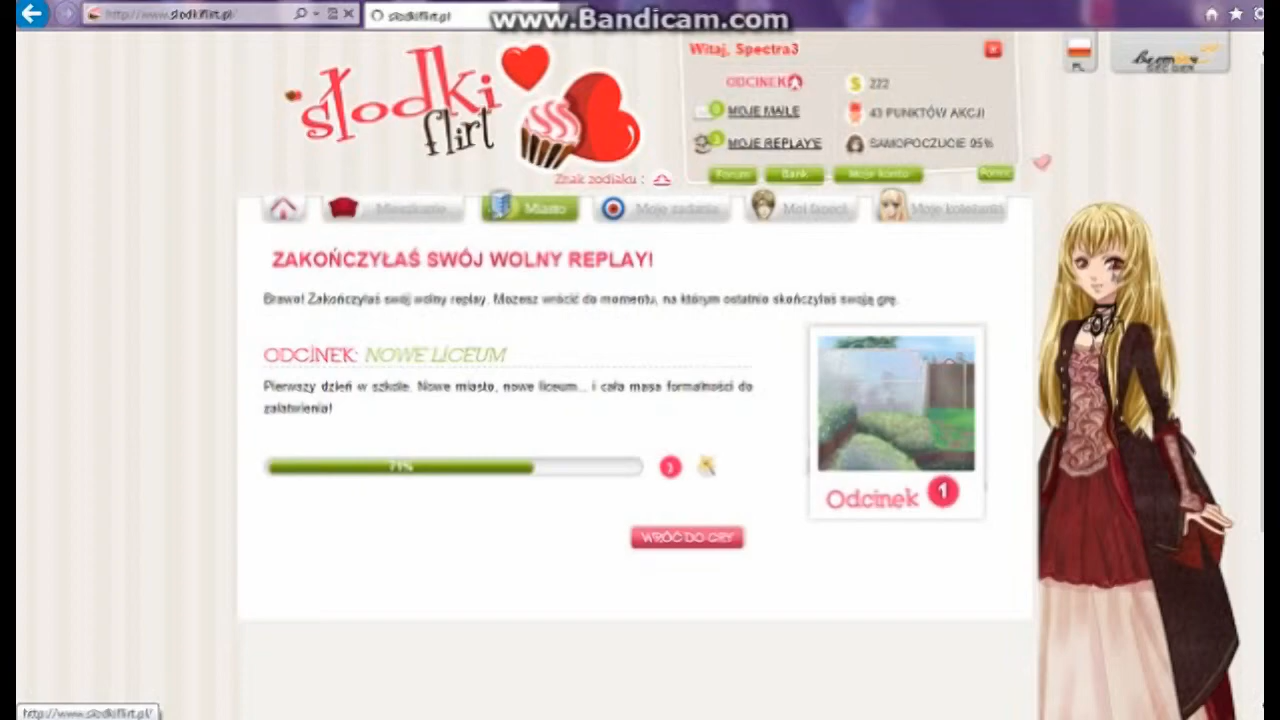 http://www.slodkiflirt.pl/
slodkiflirt.pl
www.Bandicam.com
słodki
flirt
Witaj, Spectra3
ODCINEK
222
MOJE MAILE
43 PUNKTÓW AKCJI
MOJE REPLAYE
SAMOPOCZUCIE 95%
Znak zodiaku :
Forum
Bank
Moje konto
Pomoc
PL
Mieszkanie
Miasto
Moje zadania
Moi faceci
Moje koleżanki
ZAKOŃCZYŁAŚ SWÓJ WOLNY REPLAY!
Brawo! Zakończyłaś swój wolny replay. Możesz wrócić do momentu, na którym ostatnio skończyłaś swoją grę.
ODCINEK: NOWE LICEUM
Pierwszy dzień w szkole. Nowe miasto, nowe liceum... i cała masa formalności do
załatwienia!
71%
Odcinek 1
WRÓĆ DO GRY
http://www.slodkiflirt.pl/